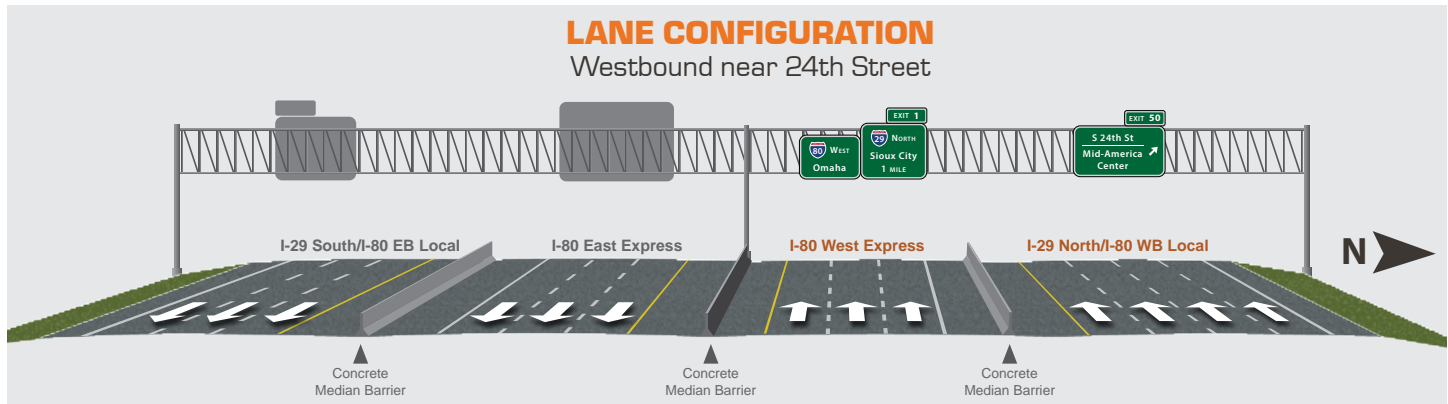 LANE CONFIGURATION
Westbound near 24th Street
EXIT 1
INTERSTATE
80 WEST
Omaha
INTERSTATE
29 NORTH
Sioux City
1 MILE
EXIT 50
S 24th St
Mid-America
Center
I-29 South/I-80 EB Local
I-80 East Express
I-80 West Express
I-29 North/I-80 WB Local
N
Concrete
Median Barrier
Concrete
Median Barrier
Concrete
Median Barrier